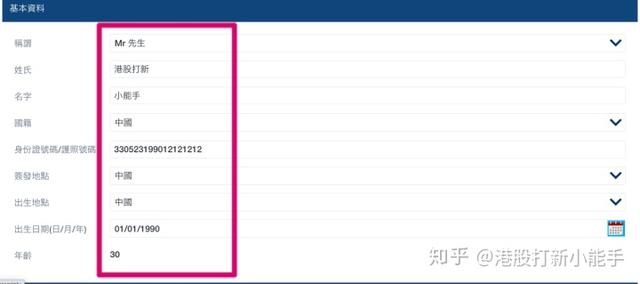 基本資料
稱謂 Mr 先生
姓氏 港股打新
名字 小能手
國籍 中國
身份證號碼/護照號碼 330523199012121212
簽發地點 中國
出生地點 中國
出生日期(日/月/年) 01/01/1990
年齡 30
知乎 @港股打新小能手